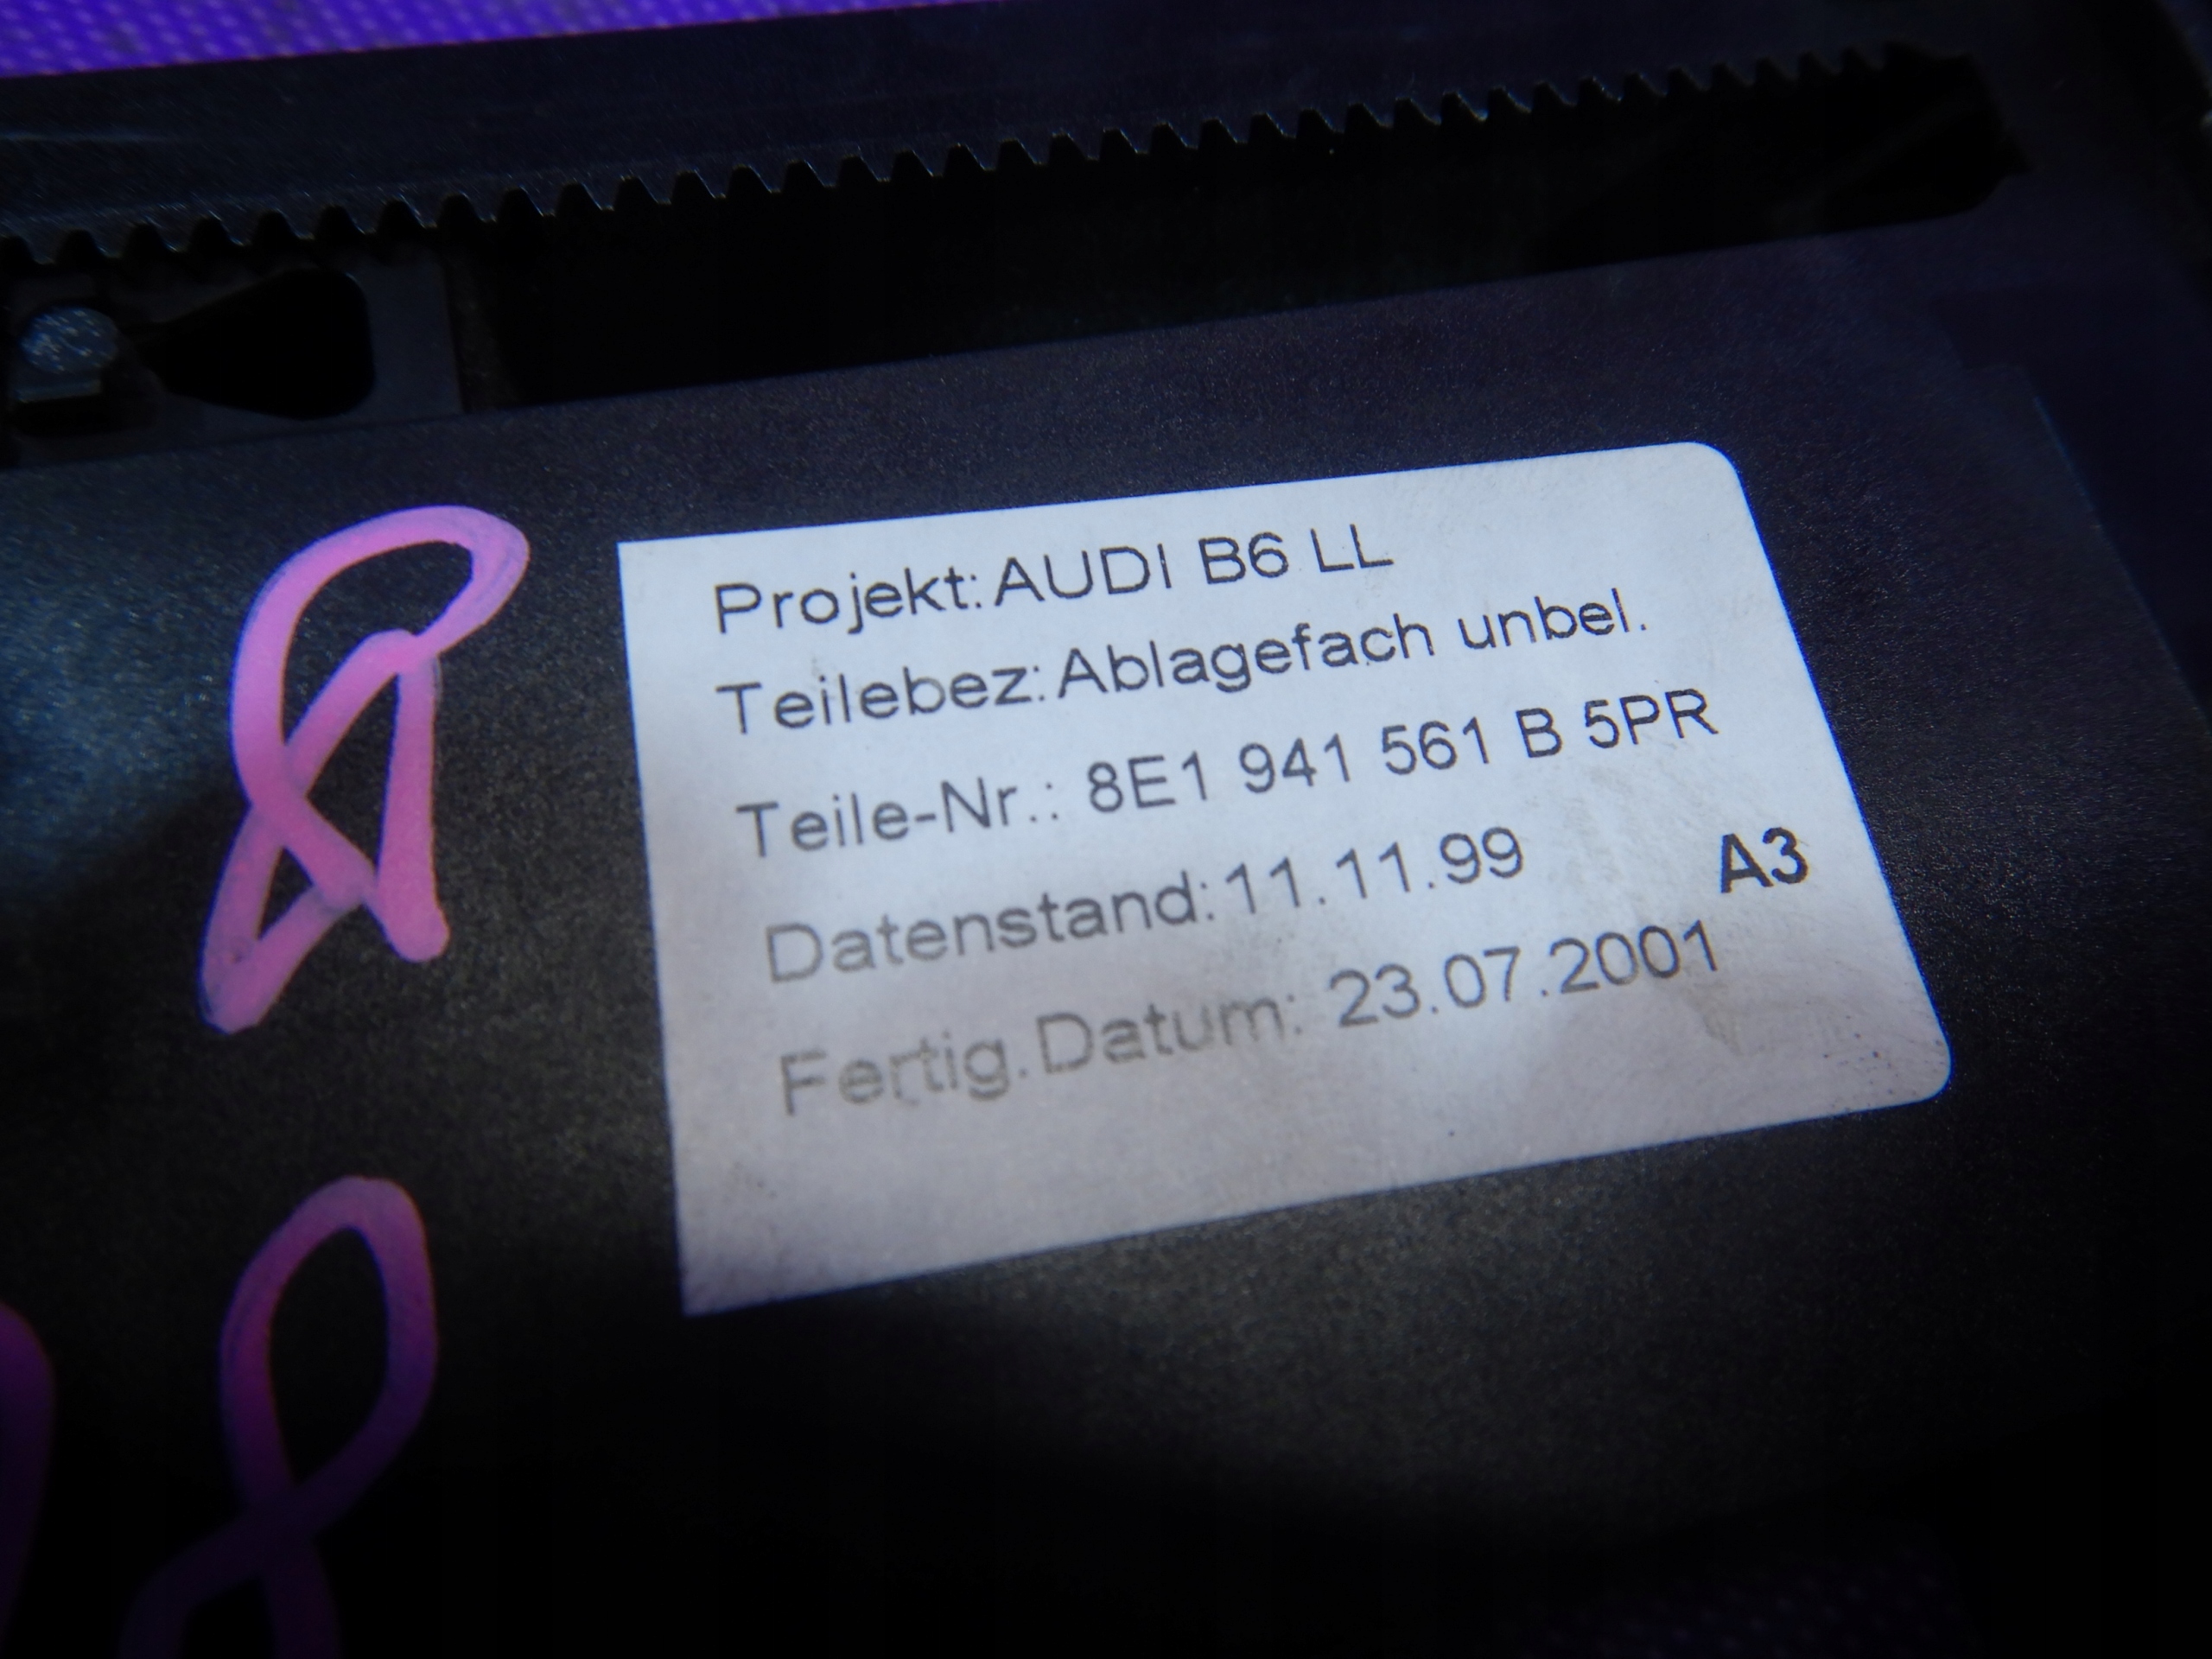 Projekt: AUDI B6 LL
Teilebez: Ablagefach unbel.
Teile-Nr.: 8E1 941 561 B 5PR
Datenstand: 11.11.99 A3
Fertig.Datum: 23.07.2001